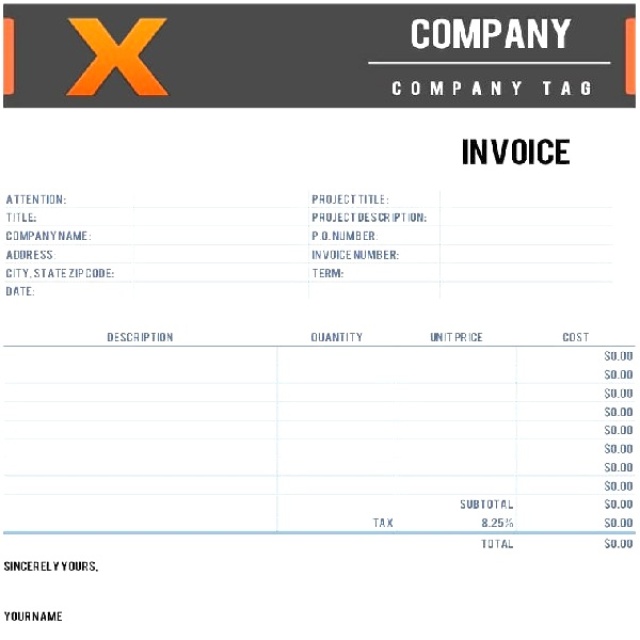 X
COMPANY
COMPANY TAG
INVOICE
ATTENTION: PROJECT TITLE:
TITLE: PROJECT DESCRIPTION:
COMPANY NAME: P.O. NUMBER:
ADDRESS: INVOICE NUMBER:
CITY, STATE ZIP CODE: TERM:
DATE:
DESCRIPTION QUANTITY UNIT PRICE COST
$0.00
$0.00
$0.00
$0.00
$0.00
$0.00
$0.00
$0.00
SUBTOTAL $0.00
TAX 8.25% $0.00
TOTAL $0.00
SINCERELY YOURS,
YOUR NAME